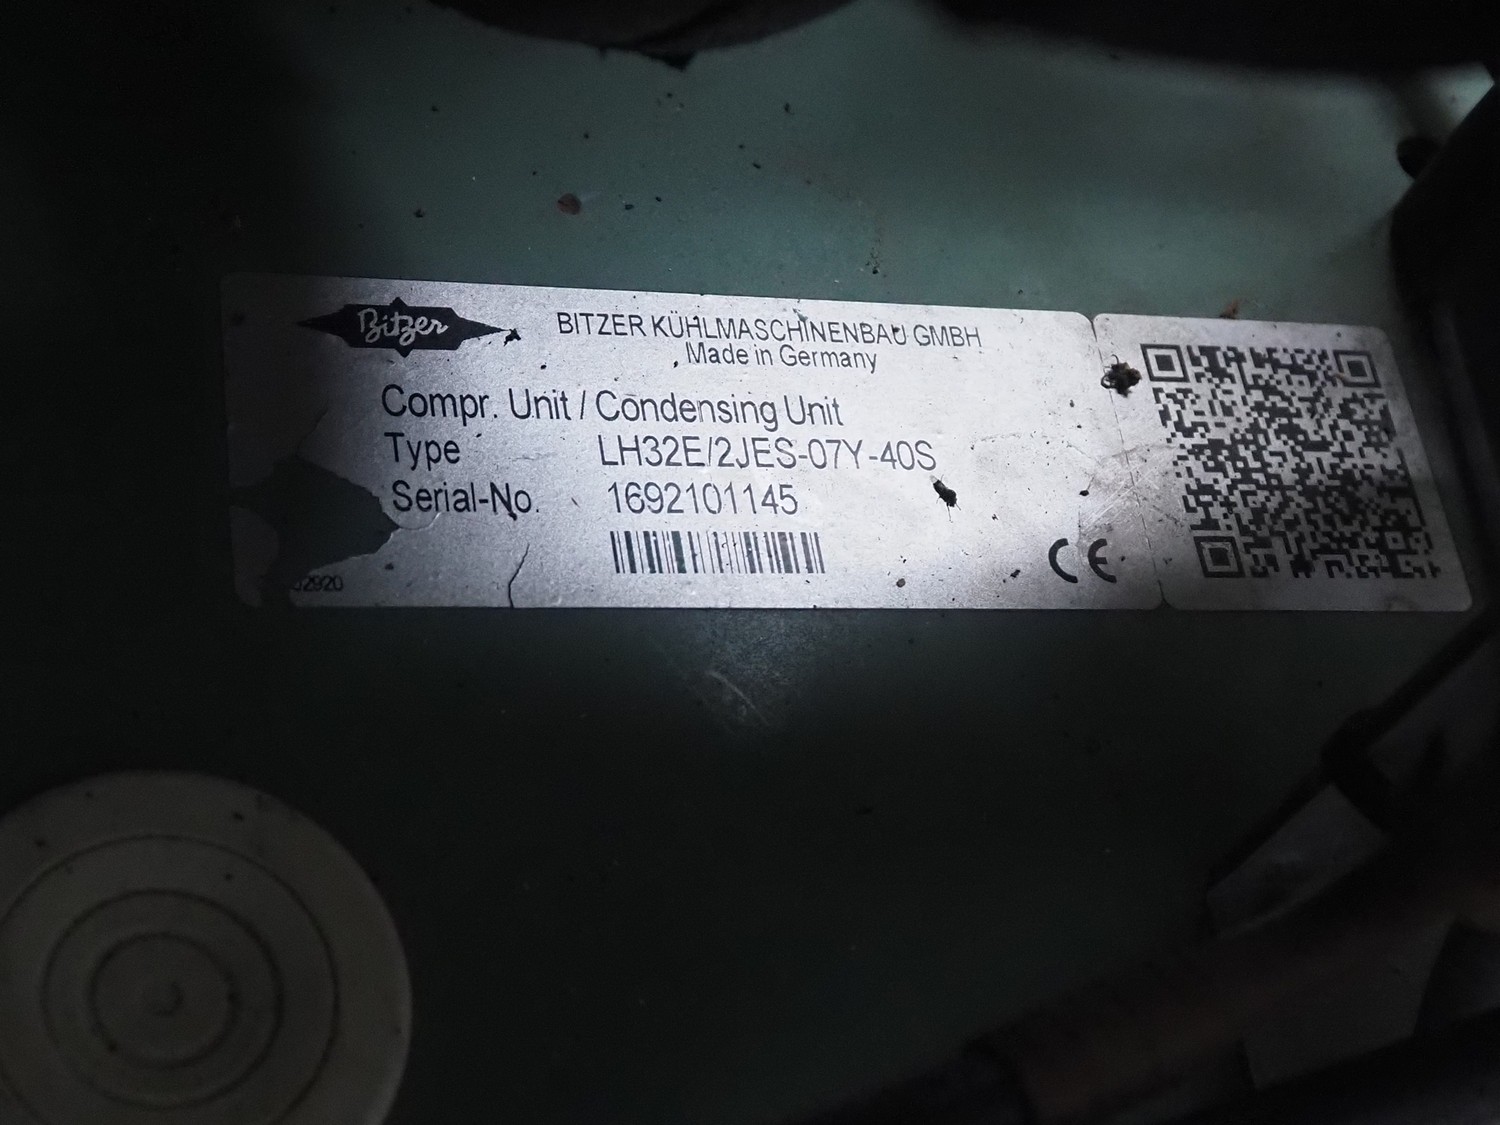 Bitzer
BITZER KÜHLMASCHINENBAU GMBH
Made in Germany
Compr. Unit / Condensing Unit
Type LH32E/2JES-07Y-40S
Serial-No. 1692101145
CE
2920